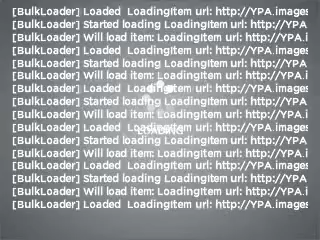 [BulkLoader] Loaded  LoadingItem url: http://YPA.images
[BulkLoader] Started loading LoadingItem url: http://YPA
[BulkLoader] Will load item: LoadingItem url: http://YPA.i
[BulkLoader] Loaded  LoadingItem url: http://YPA.images
[BulkLoader] Started loading LoadingItem url: http://YPA
[BulkLoader] Will load item: LoadingItem url: http://YPA.i
[BulkLoader] Loaded  LoadingItem url: http://YPA.images
[BulkLoader] Started loading LoadingItem url: http://YPA
[BulkLoader] Will load item: LoadingItem url: http://YPA.i
[BulkLoader] Loaded  LoadingItem url: http://YPA.images
LOADING
[BulkLoader] Started loading LoadingItem url: http://YPA
[BulkLoader] Will load item: LoadingItem url: http://YPA.i
[BulkLoader] Loaded  LoadingItem url: http://YPA.images
[BulkLoader] Started loading LoadingItem url: http://YPA
[BulkLoader] Will load item: LoadingItem url: http://YPA.i
[BulkLoader] Loaded  LoadingItem url: http://YPA.images